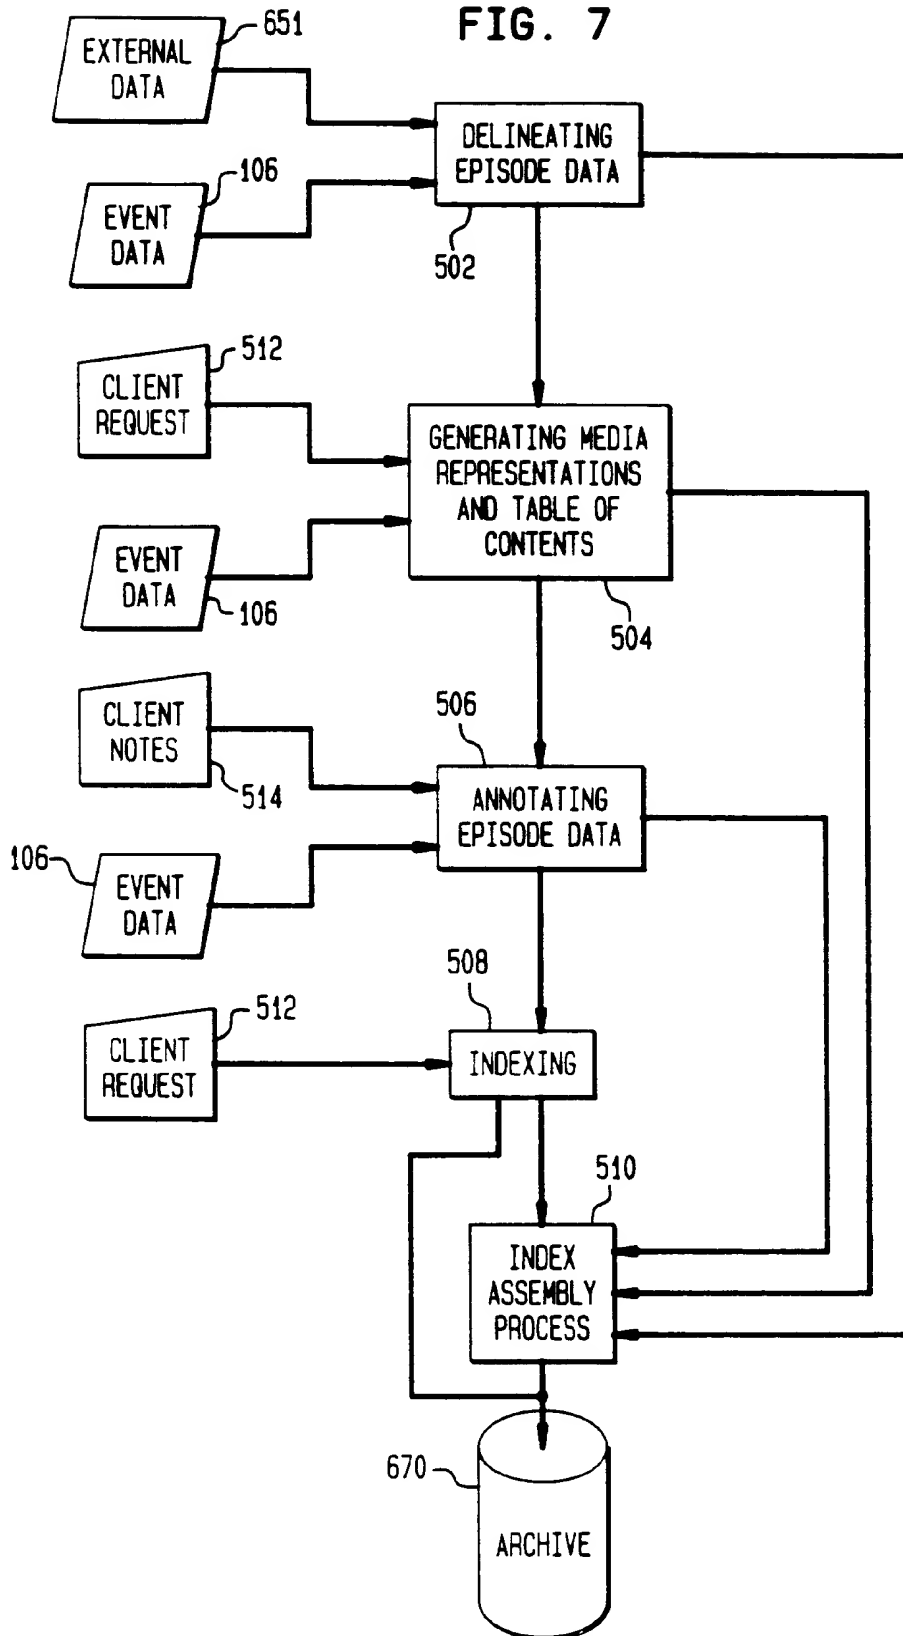 FIG. 7
651
EXTERNAL
DATA
DELINEATING
EPISODE DATA
106
EVENT
DATA
502
512
CLIENT
REQUEST
GENERATING MEDIA
REPRESENTATIONS
AND TABLE OF
CONTENTS
EVENT
DATA
106
504
506
CLIENT
NOTES
514
ANNOTATING
EPISODE DATA
106
EVENT
DATA
508
512
CLIENT
REQUEST
INDEXING
510
INDEX
ASSEMBLY
PROCESS
670
ARCHIVE